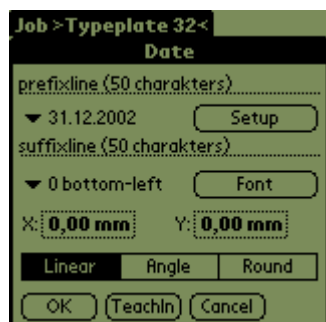 Job >Typeplate 32<
Date
prefixline (50 charakters)
31.12.2002 Setup
suffixline (50 charakters)
0 bottom-left Font
X: 0,00 mm Y: 0,00 mm
Linear Angle Round
OK TeachIn Cancel